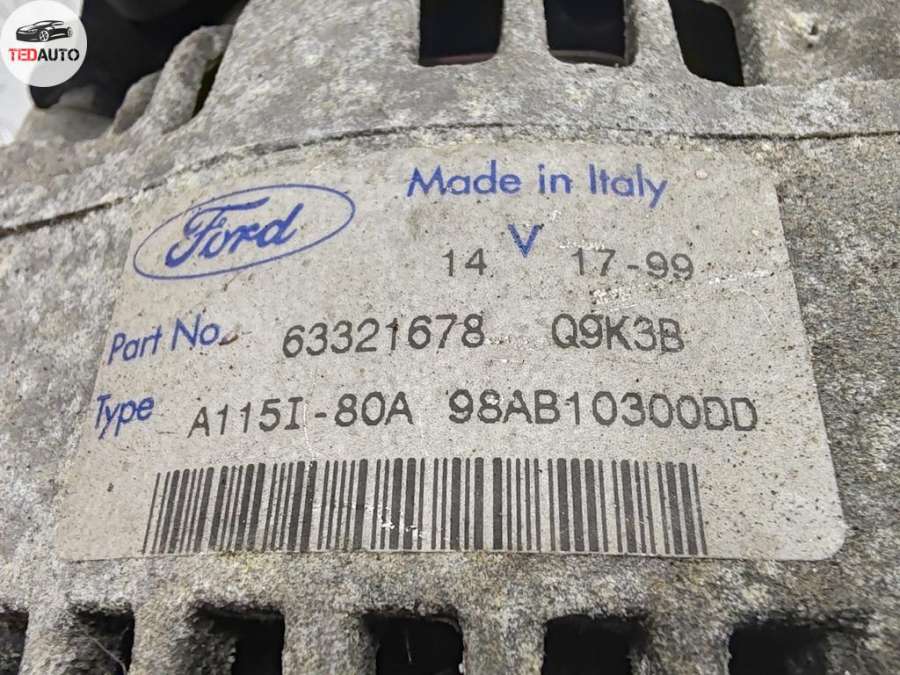 TEDAUTO
Ford
Made in Italy
14 V 17-99
Part No. 63321678 Q9K3B
Type A115I-80A 98AB10300DD